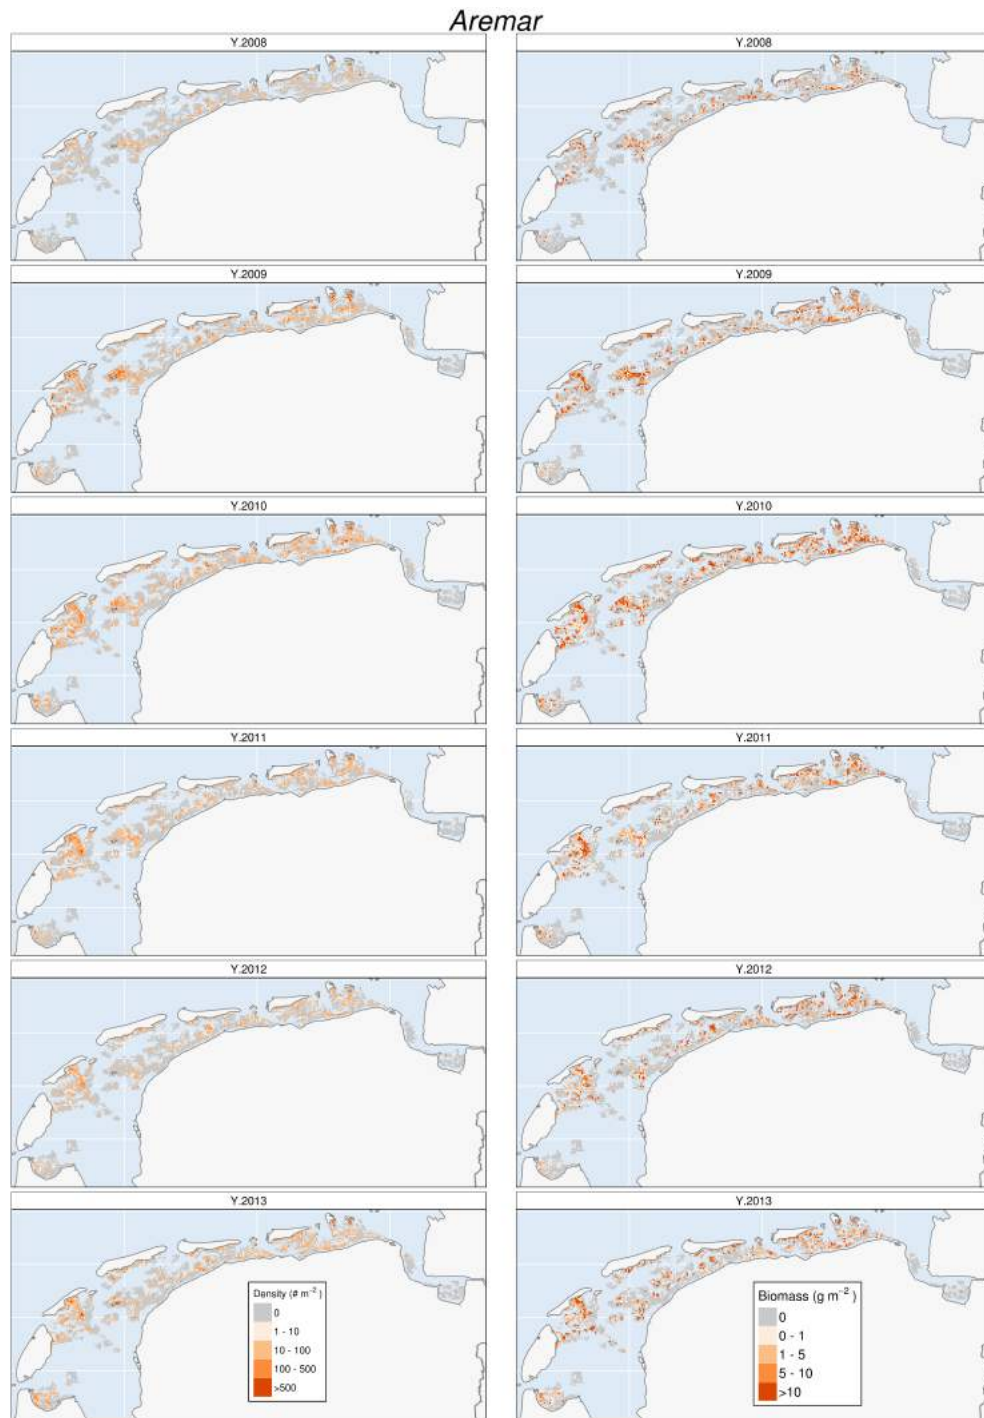 Aremar
Y.2008
Y.2008
Y.2009
Y.2009
Y.2010
Y.2010
Y.2011
Y.2011
Y.2012
Y.2012
Y.2013
Y.2013
Density (# m⁻²)
0
1 - 10
10 - 100
100 - 500
>500
Biomass (g m⁻²)
0
0 - 1
1 - 5
5 - 10
>10